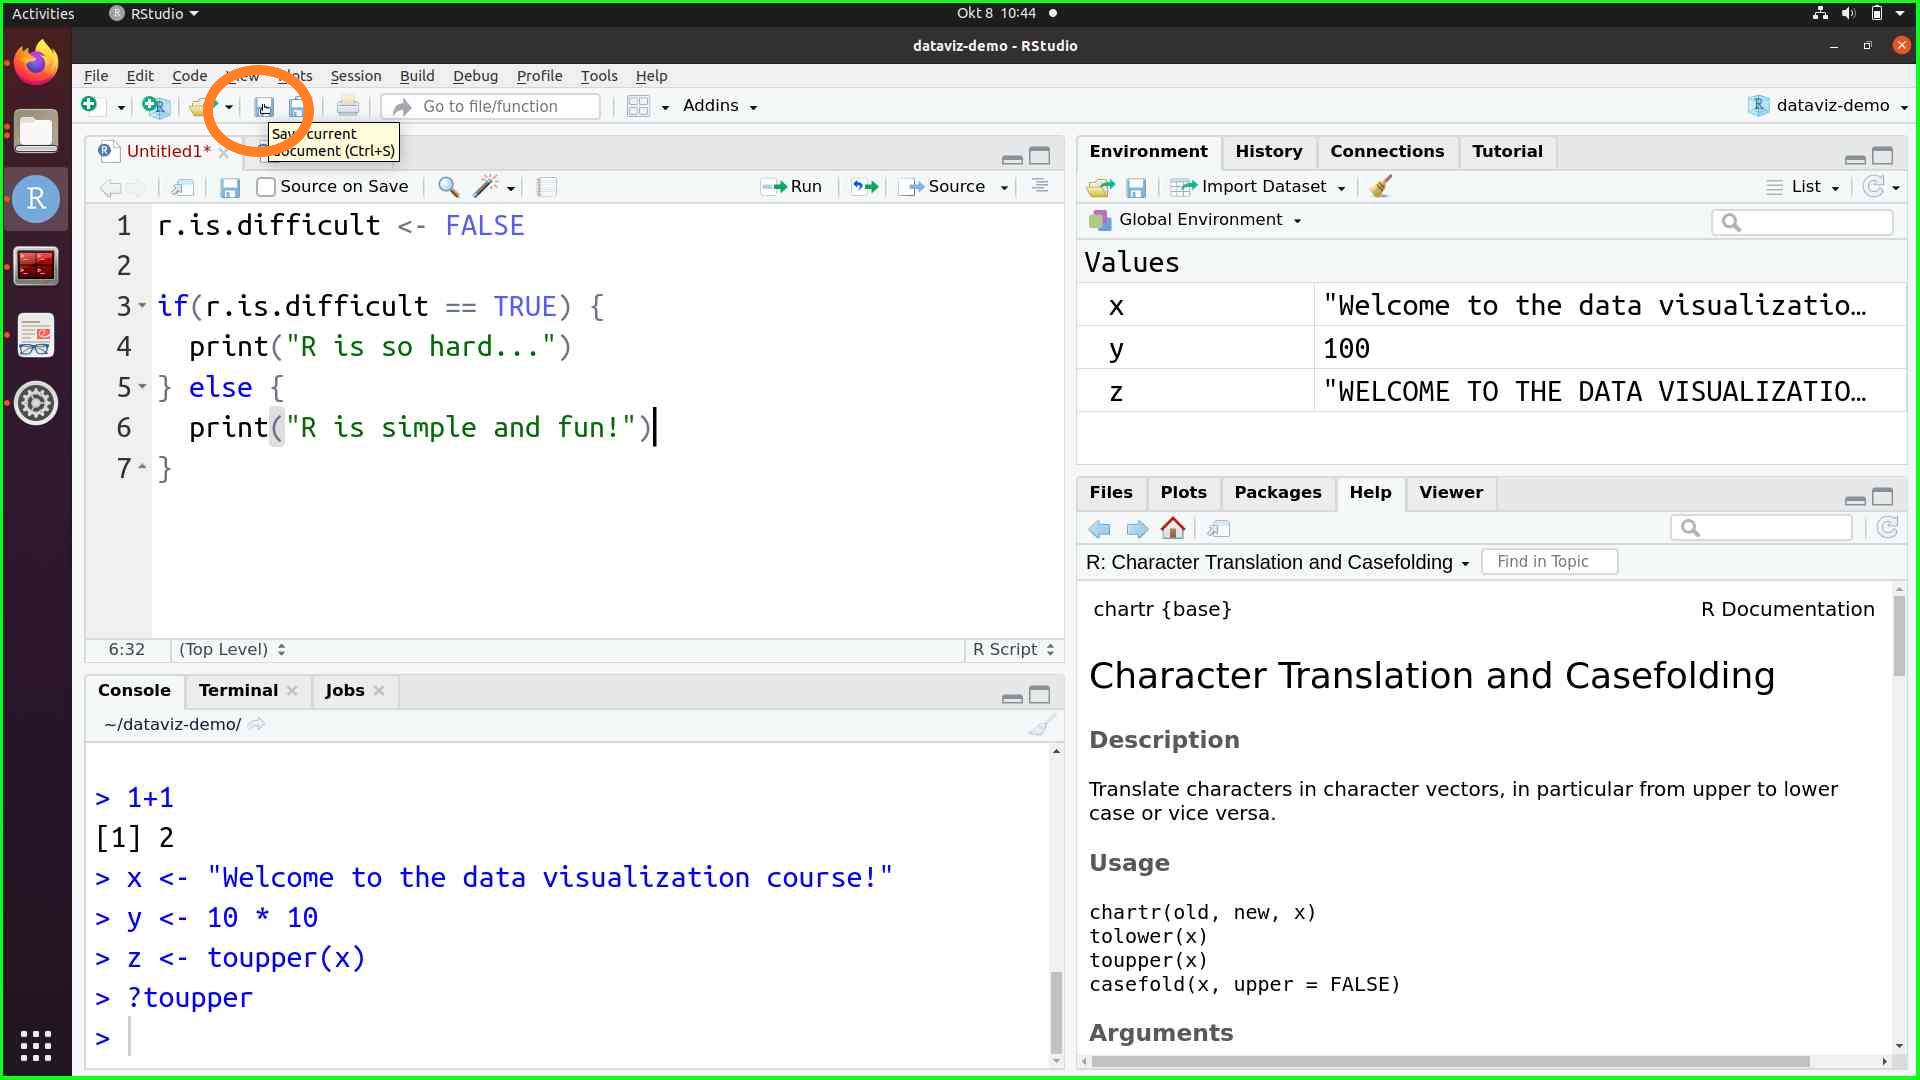 Activities
RStudio
Okt 8 10:44
dataviz-demo - RStudio
File Edit Code View Plots Session Build Debug Profile Tools Help
Go to file/function
Addins
dataviz-demo
Save current
document (Ctrl+S)
Untitled1*
Source on Save
Run
Source
1 r.is.difficult <- FALSE
2
3 if(r.is.difficult == TRUE) {
4 print("R is so hard...")
5 } else {
6 print("R is simple and fun!")
7 }
6:32
(Top Level)
R Script
Console Terminal Jobs
~/dataviz-demo/
> 1+1
[1] 2
> x <- "Welcome to the data visualization course!"
> y <- 10 * 10
> z <- toupper(x)
> ?toupper
>
Environment History Connections Tutorial
Import Dataset
List
Global Environment
Values
x "Welcome to the data visualizatio…
y 100
z "WELCOME TO THE DATA VISUALIZATIO…
Files Plots Packages Help Viewer
R: Character Translation and Casefolding
Find in Topic
chartr {base}
R Documentation
Character Translation and Casefolding
Description
Translate characters in character vectors, in particular from upper to lower
case or vice versa.
Usage
chartr(old, new, x)
tolower(x)
toupper(x)
casefold(x, upper = FALSE)
Arguments